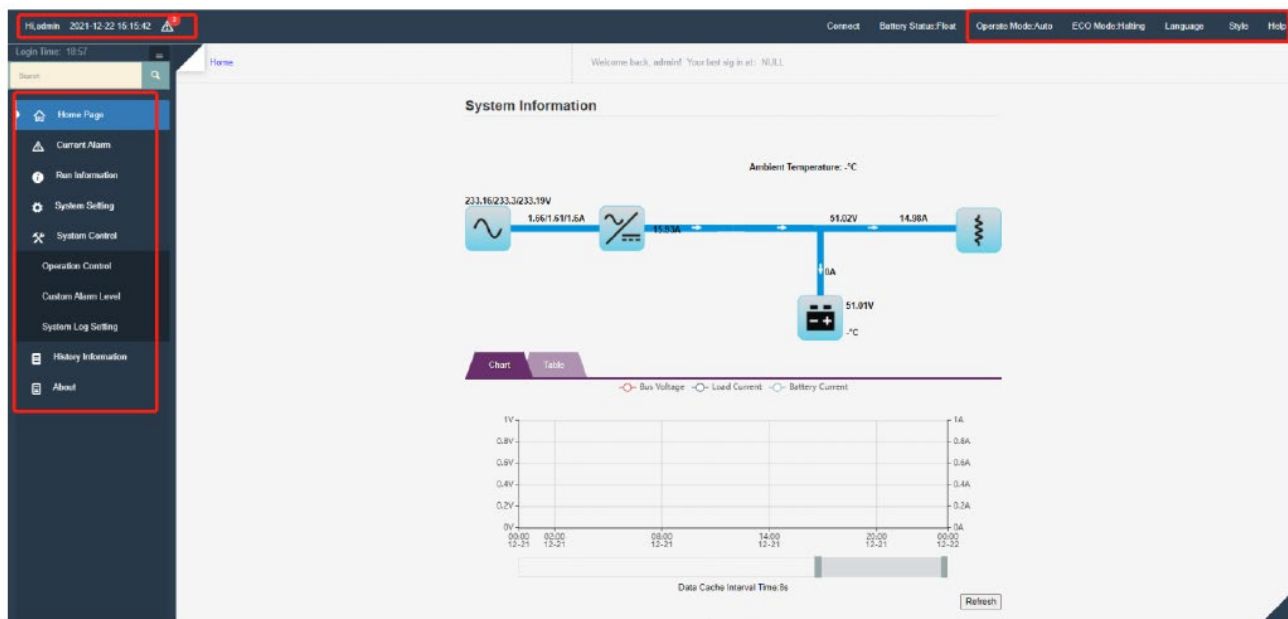 Hi,admin 2021-12-22 16:15:42
Connect Battery Status:Float Operate Mode:Auto ECO Mode:Halting Language Style Help
Login Time: 18:57
Search
Home
Welcome back, admin! Your last sig in at: NULL
Home Page
Current Alarm
Run Information
System Setting
System Control
Operation Control
Custom Alarm Level
System Log Setting
History Information
About
System Information
Ambient Temperature: -°C
233.16/233.3/233.19V
1.66/1.61/1.6A
15.93A
51.02V
14.98A
0A
51.01V
-°C
Chart Table
Bus Voltage Load Current Battery Current
1V 1A
0.8V 0.8A
0.6V 0.6A
0.4V 0.4A
0.2V 0.2A
0V 0A
00:00 02:00 08:00 14:00 20:00 00:00
12-21 12-21 12-21 12-21 12-21 12-22
Data Cache Interval Time:8s
Refresh